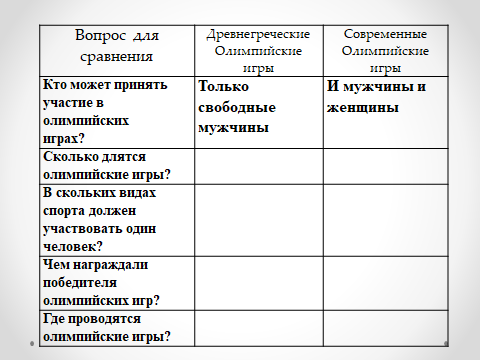 Вопрос для
сравнения
Древнегреческие
Олимпийские
игры
Современные
Олимпийские
игры
Кто может принять
участие в
олимпийских
играх?
Только
свободные
мужчины
И мужчины и
женщины
Сколько длятся
олимпийские игры?
В скольких видах
спорта должен
участвовать один
человек?
Чем награждали
победителя
олимпийских игр?
Где проводятся
олимпийские игры?